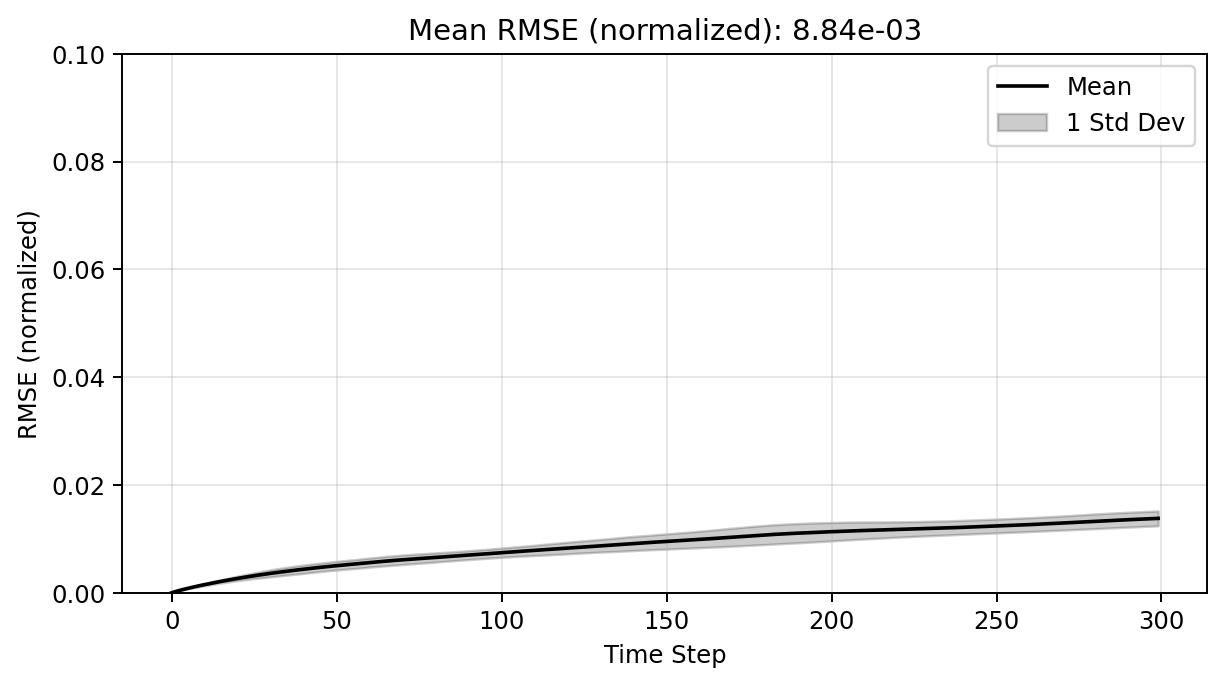 Mean RMSE (normalized): 8.84e-03
Mean
1 Std Dev
RMSE (normalized)
0.10
0.08
0.06
0.04
0.02
0.00
0 50 100 150 200 250 300
Time Step